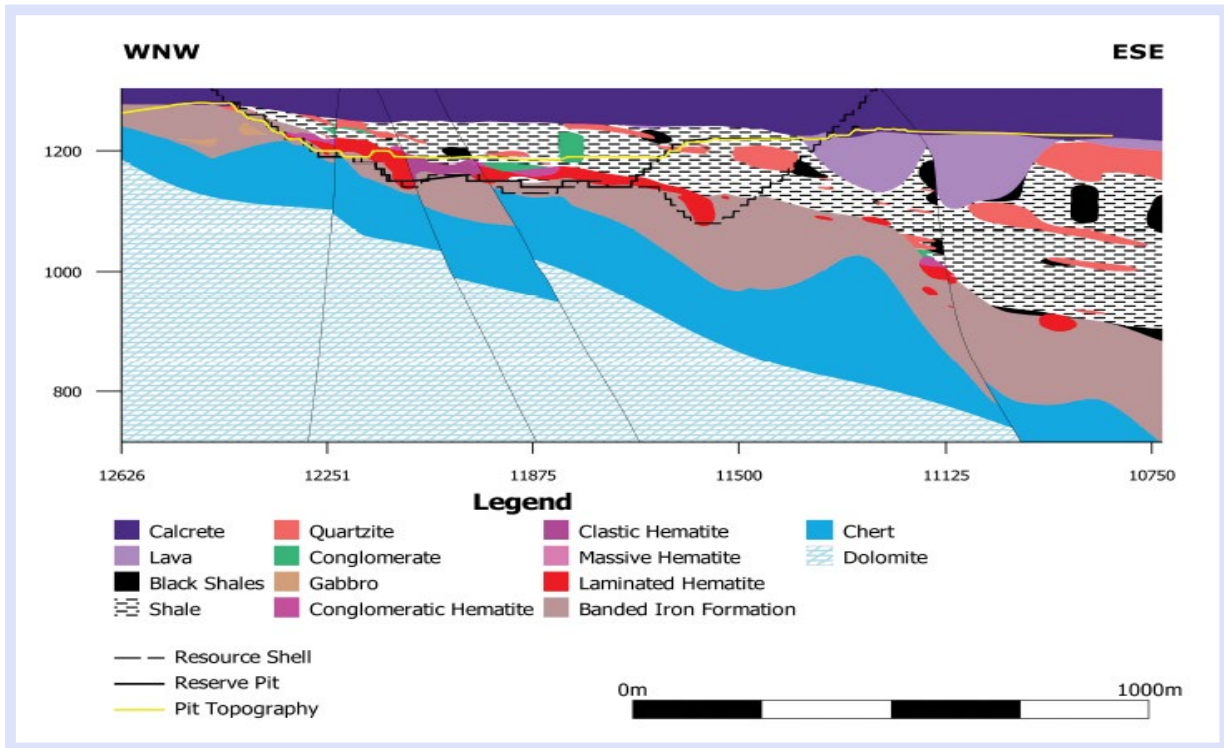 WNW ESE
1200
1000
800
12626 12251 11875 11500 11125 10750
Legend
Calcrete Quartzite Clastic Hematite Chert
Lava Conglomerate Massive Hematite Dolomite
Black Shales Gabbro Laminated Hematite
Shale Conglomeratic Hematite Banded Iron Formation
Resource Shell
Reserve Pit
Pit Topography
0m 1000m